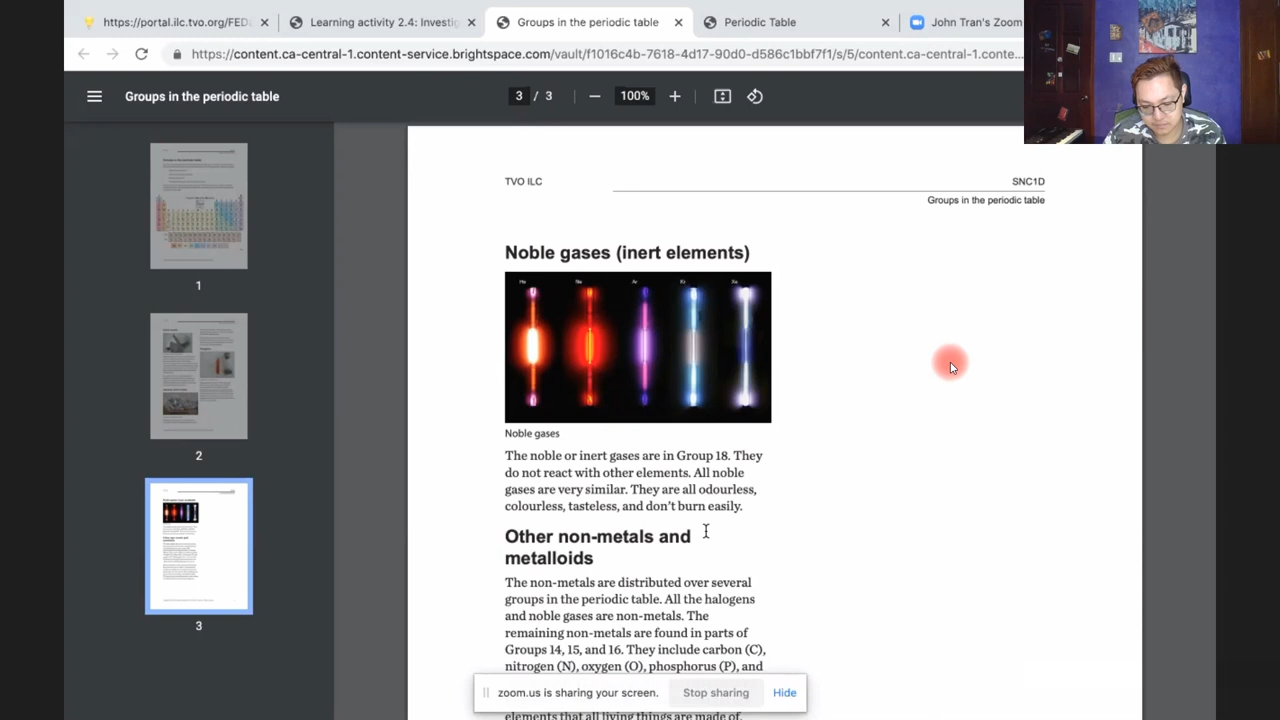 https://portal.ilc.tvo.org/FED
Learning activity 2.4: Investig
Groups in the periodic table
Periodic Table
John Tran's Zoom
https://content.ca-central-1.content-service.brightspace.com/vault/f1016c4b-7618-4d17-90d0-d586c1bbf7f1/s/5/content.ca-central-1.conte...
Groups in the periodic table
3 / 3
100%
1
2
3
TVO ILC
SNC1D
Groups in the periodic table
Noble gases (inert elements)
He Ne Ar Kr Xe
Noble gases
The noble or inert gases are in Group 18. They
do not react with other elements. All noble
gases are very similar. They are all odourless,
colourless, tasteless, and don't burn easily.
Other non-metals and
metalloids
The non-metals are distributed over several
groups in the periodic table. All the halogens
and noble gases are non-metals. The
remaining non-metals are found in parts of
Groups 14, 15, and 16. They include carbon (C),
nitrogen (N), oxygen (O), phosphorus (P), and
zoom.us is sharing your screen.
Stop sharing
Hide
elements that all living things are made of.